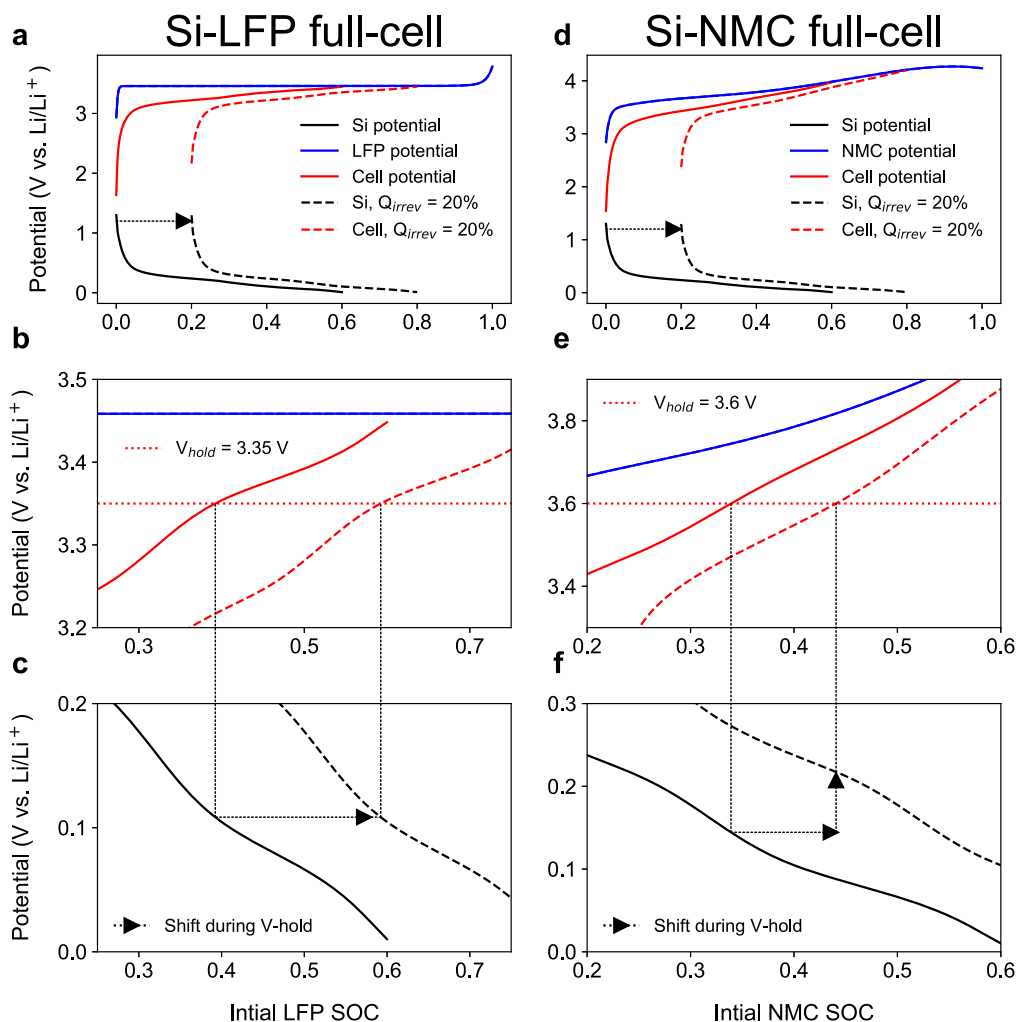 Si-LFP full-cell
a
Potential (V vs. Li/Li+)
3
2
1
0
Si potential
LFP potential
Cell potential
Si, Qirrev = 20%
Cell, Qirrev = 20%
0.0 0.2 0.4 0.6 0.8 1.0
Si-NMC full-cell
d
4
3
2
1
0
Si potential
NMC potential
Cell potential
Si, Qirrev = 20%
Cell, Qirrev = 20%
0.0 0.2 0.4 0.6 0.8 1.0
b
Potential (V vs. Li/Li+)
3.5
3.4
3.3
3.2
Vhold = 3.35 V
0.3 0.4 0.5 0.6 0.7
e
3.8
3.6
3.4
Vhold = 3.6 V
0.2 0.3 0.4 0.5 0.6
c
Potential (V vs. Li/Li+)
0.2
0.1
0.0
Shift during V-hold
0.3 0.4 0.5 0.6 0.7
Intial LFP SOC
f
0.3
0.2
0.1
0.0
Shift during V-hold
0.2 0.3 0.4 0.5 0.6
Intial NMC SOC